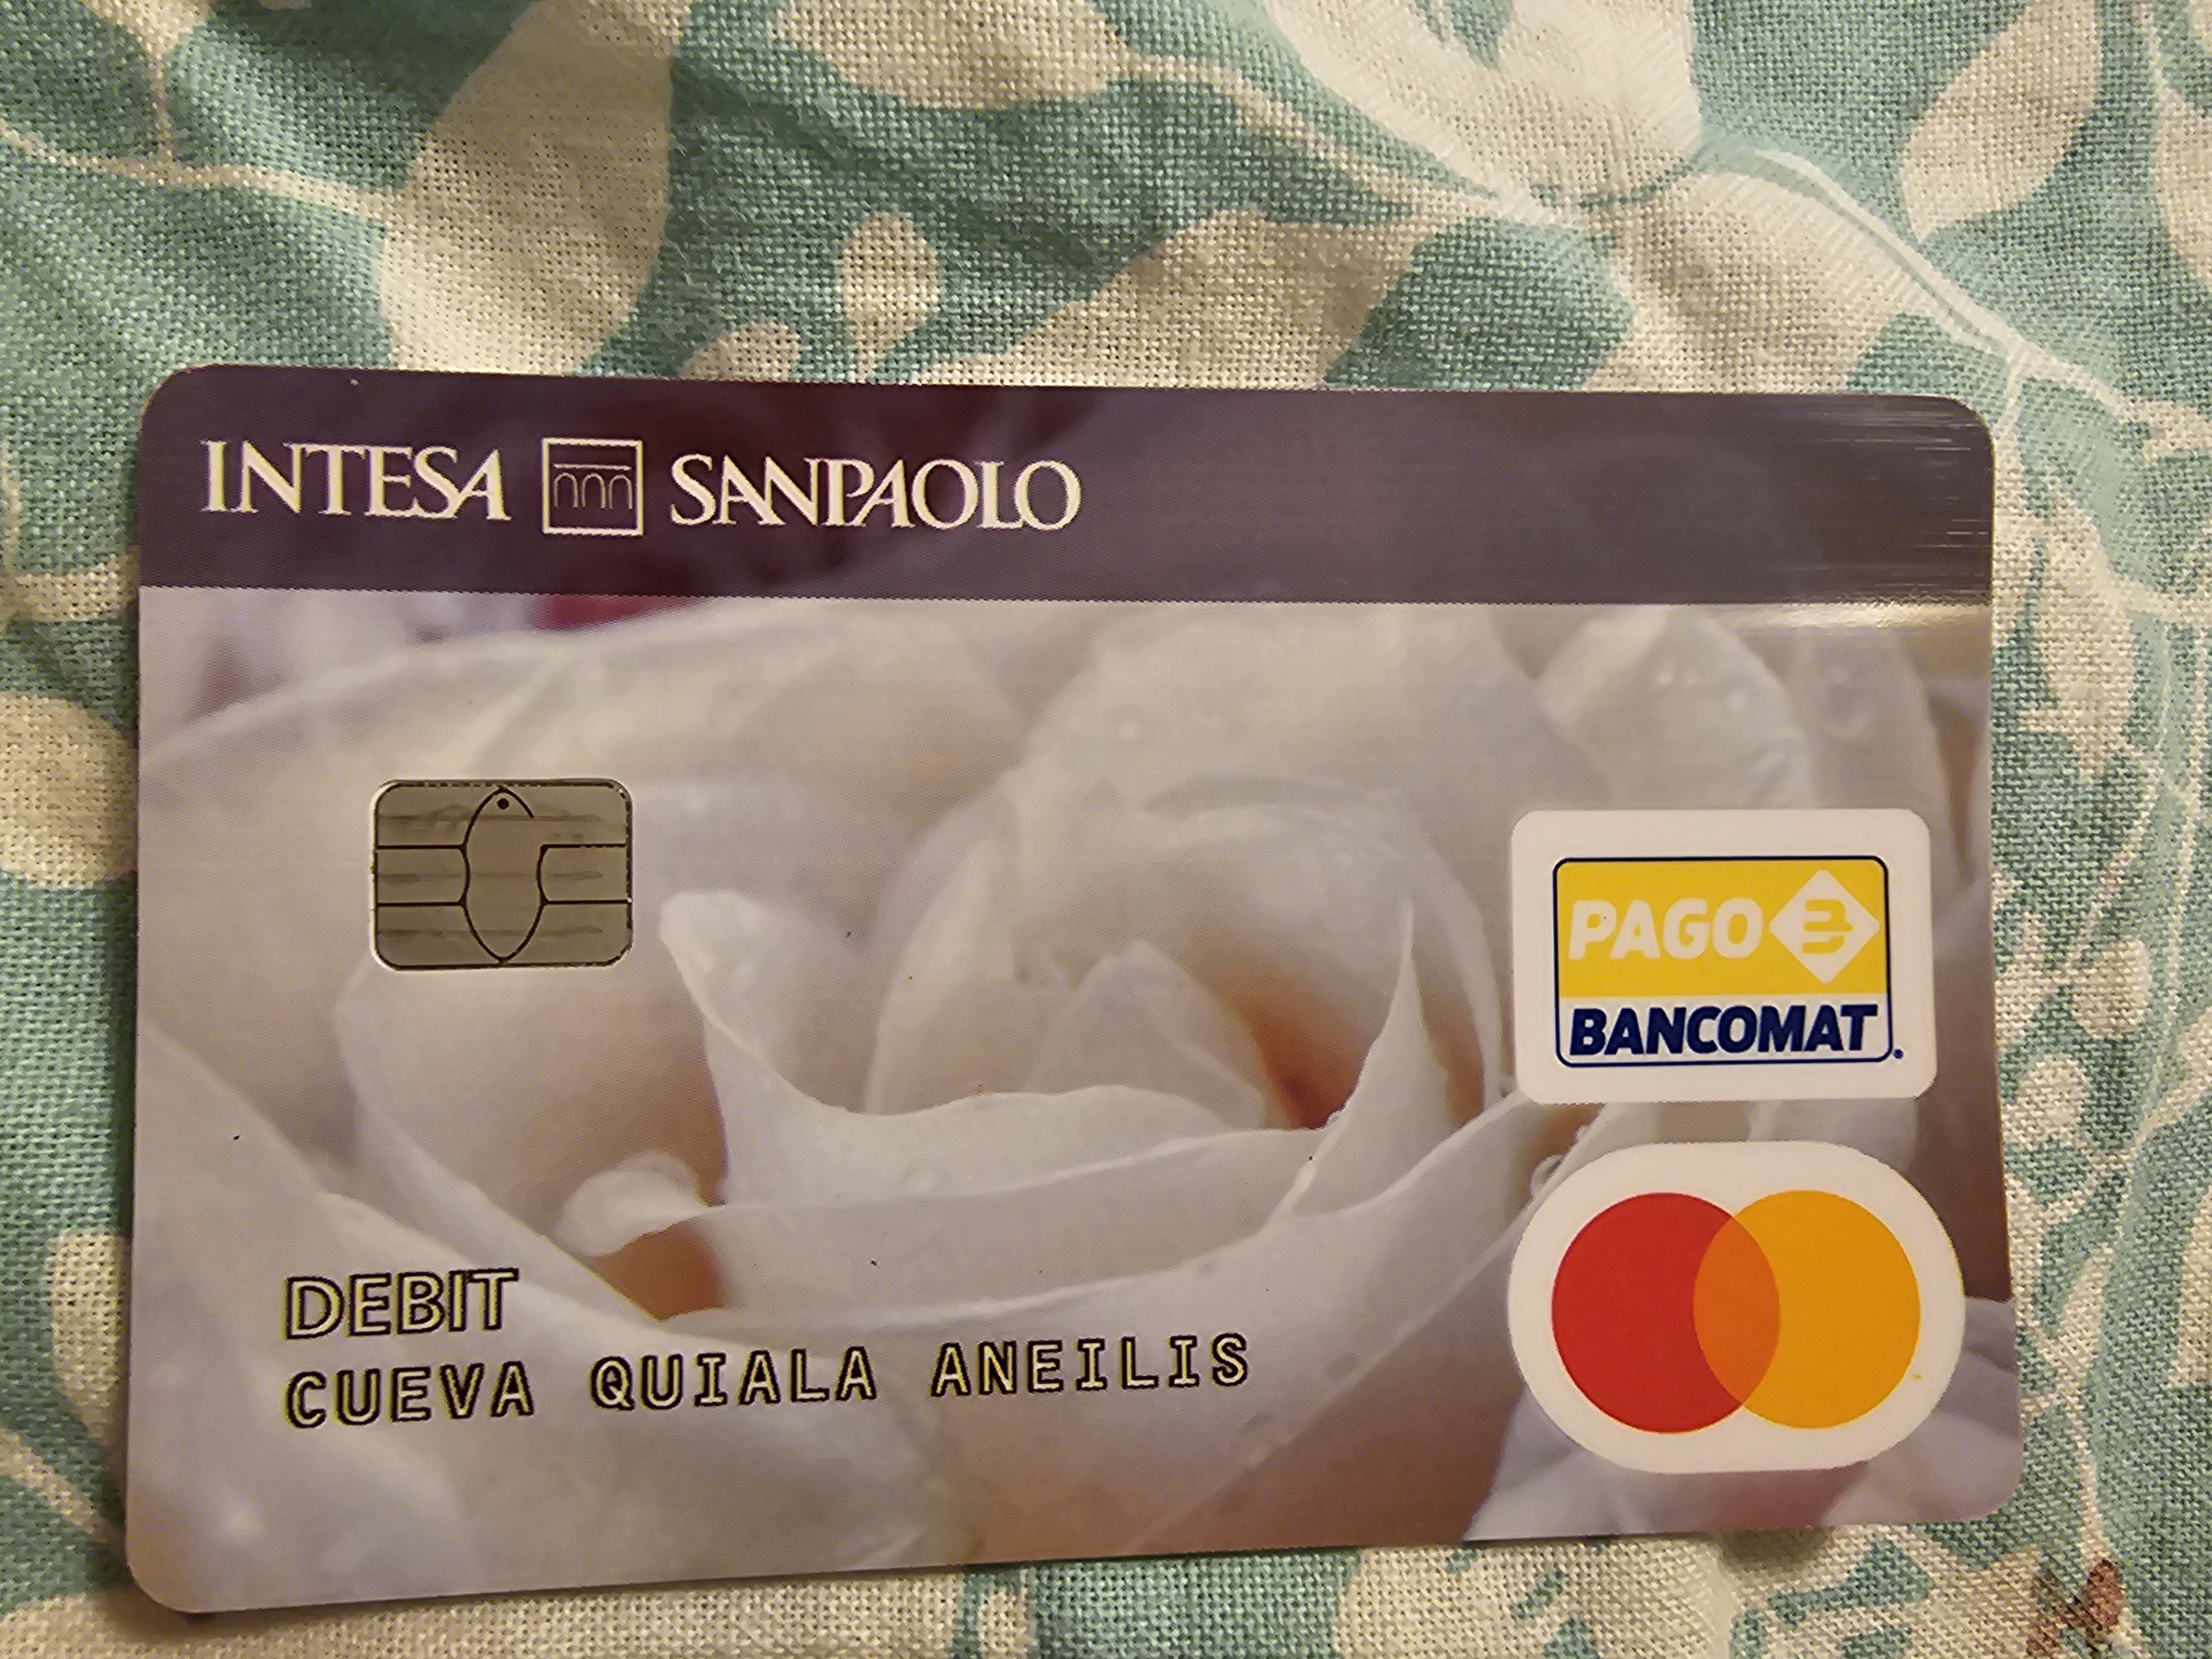 INTESA SANPAOLO
PAGO B
BANCOMAT
DEBIT
CUEVA QUIALA ANEILIS